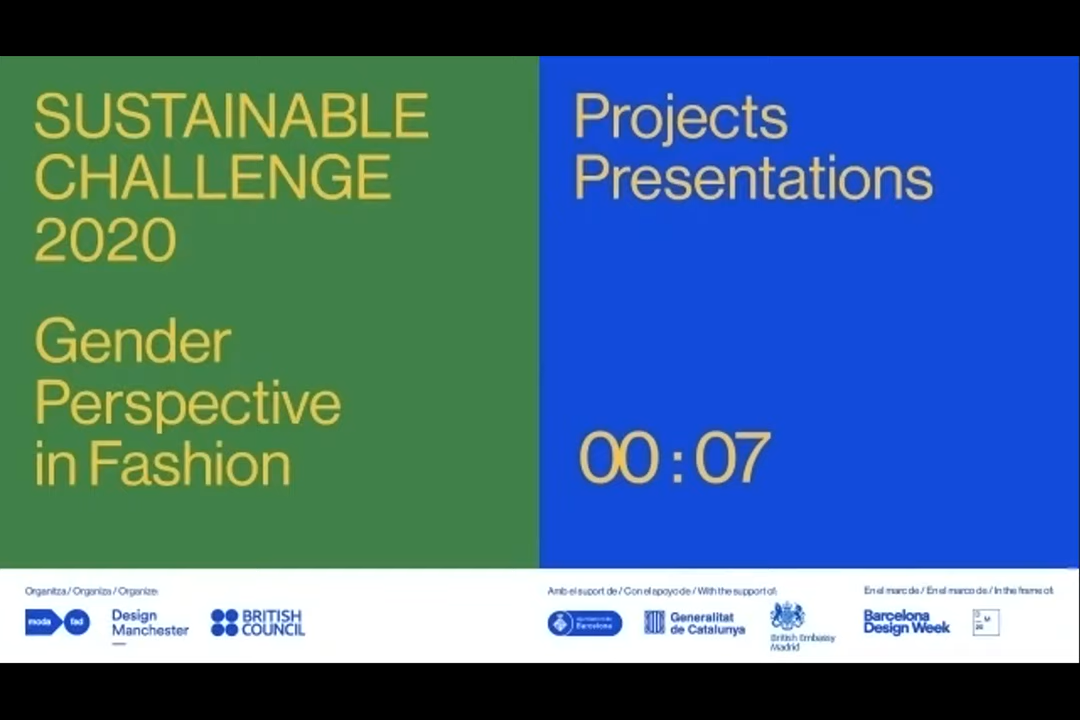 SUSTAINABLE
CHALLENGE
2020
Gender
Perspective
in Fashion
Projects
Presentations
00:07
Organitza / Organiza / Organize:
moda fad
Design
Manchester
BRITISH
COUNCIL
Amb el suport de / Con el apoyo de / With the support of:
Ajuntament de
Barcelona
Generalitat
de Catalunya
British Embassy
Madrid
En el marc de / En el marco de / In the frame of:
Barcelona
Design Week